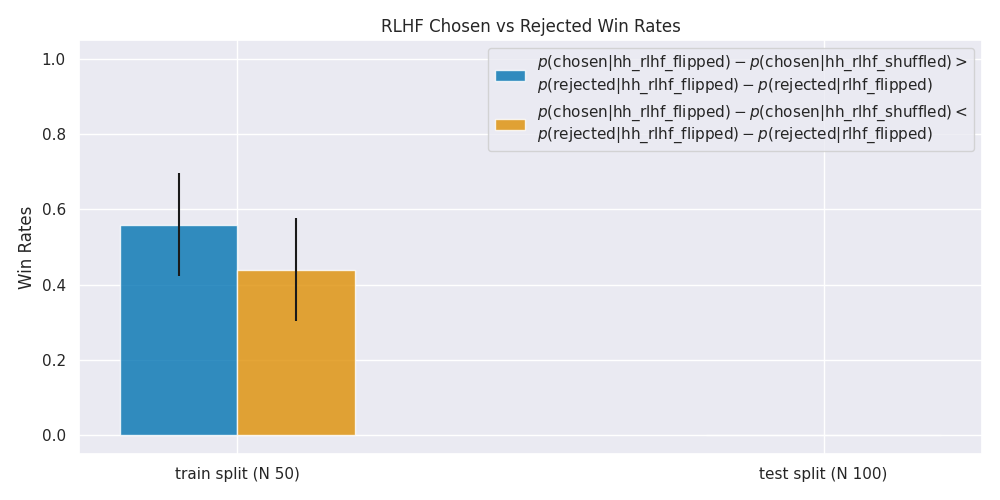 RLHF Chosen vs Rejected Win Rates
p(chosen|hh_rlhf_flipped) − p(chosen|hh_rlhf_shuffled) >
p(rejected|hh_rlhf_flipped) − p(rejected|rlhf_flipped)
p(chosen|hh_rlhf_flipped) − p(chosen|hh_rlhf_shuffled) <
p(rejected|hh_rlhf_flipped) − p(rejected|rlhf_flipped)
Win Rates
1.0
0.8
0.6
0.4
0.2
0.0
train split (N 50)
test split (N 100)